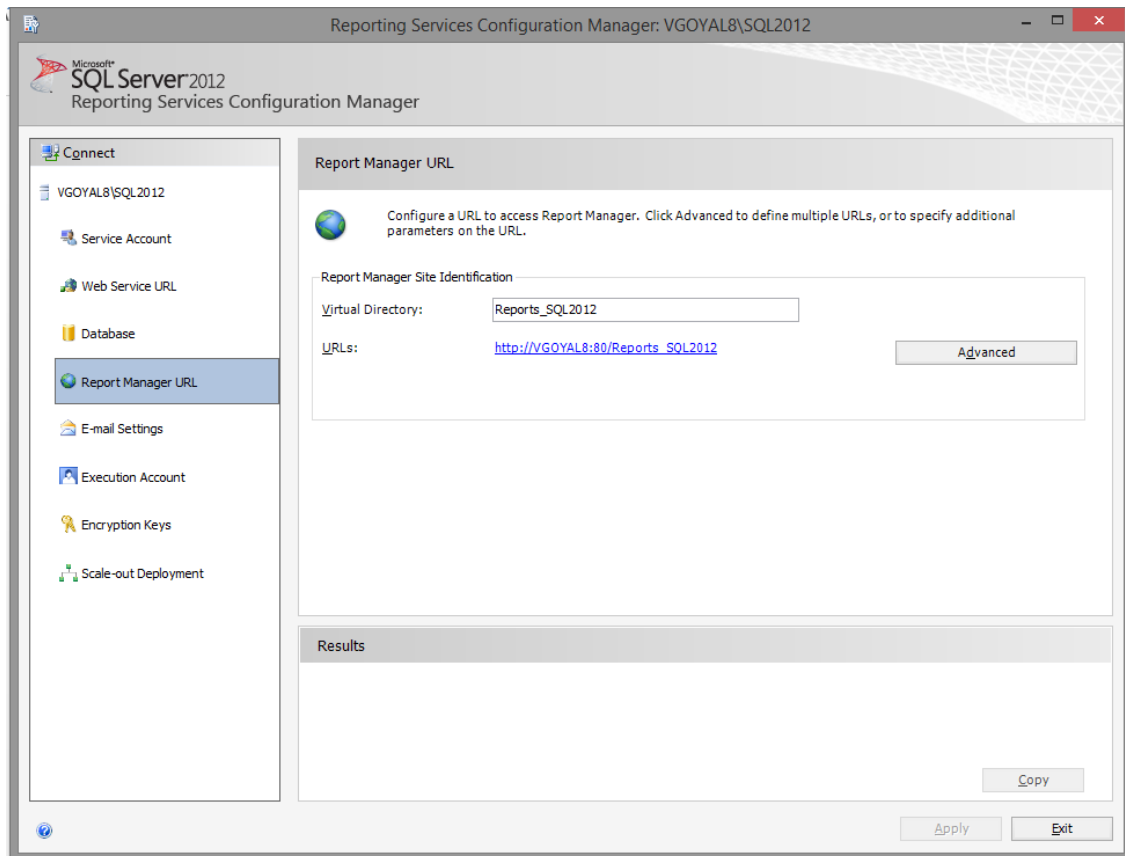 Reporting Services Configuration Manager: VGOYAL8\SQL2012
Microsoft®
SQL Server 2012
Reporting Services Configuration Manager
Connect
VGOYAL8\SQL2012
Service Account
Web Service URL
Database
Report Manager URL
E-mail Settings
Execution Account
Encryption Keys
Scale-out Deployment
Report Manager URL
Configure a URL to access Report Manager. Click Advanced to define multiple URLs, or to specify additional
parameters on the URL.
Report Manager Site Identification
Virtual Directory: Reports_SQL2012
URLs: http://VGOYAL8:80/Reports_SQL2012
Advanced
Results
Copy
Apply Exit